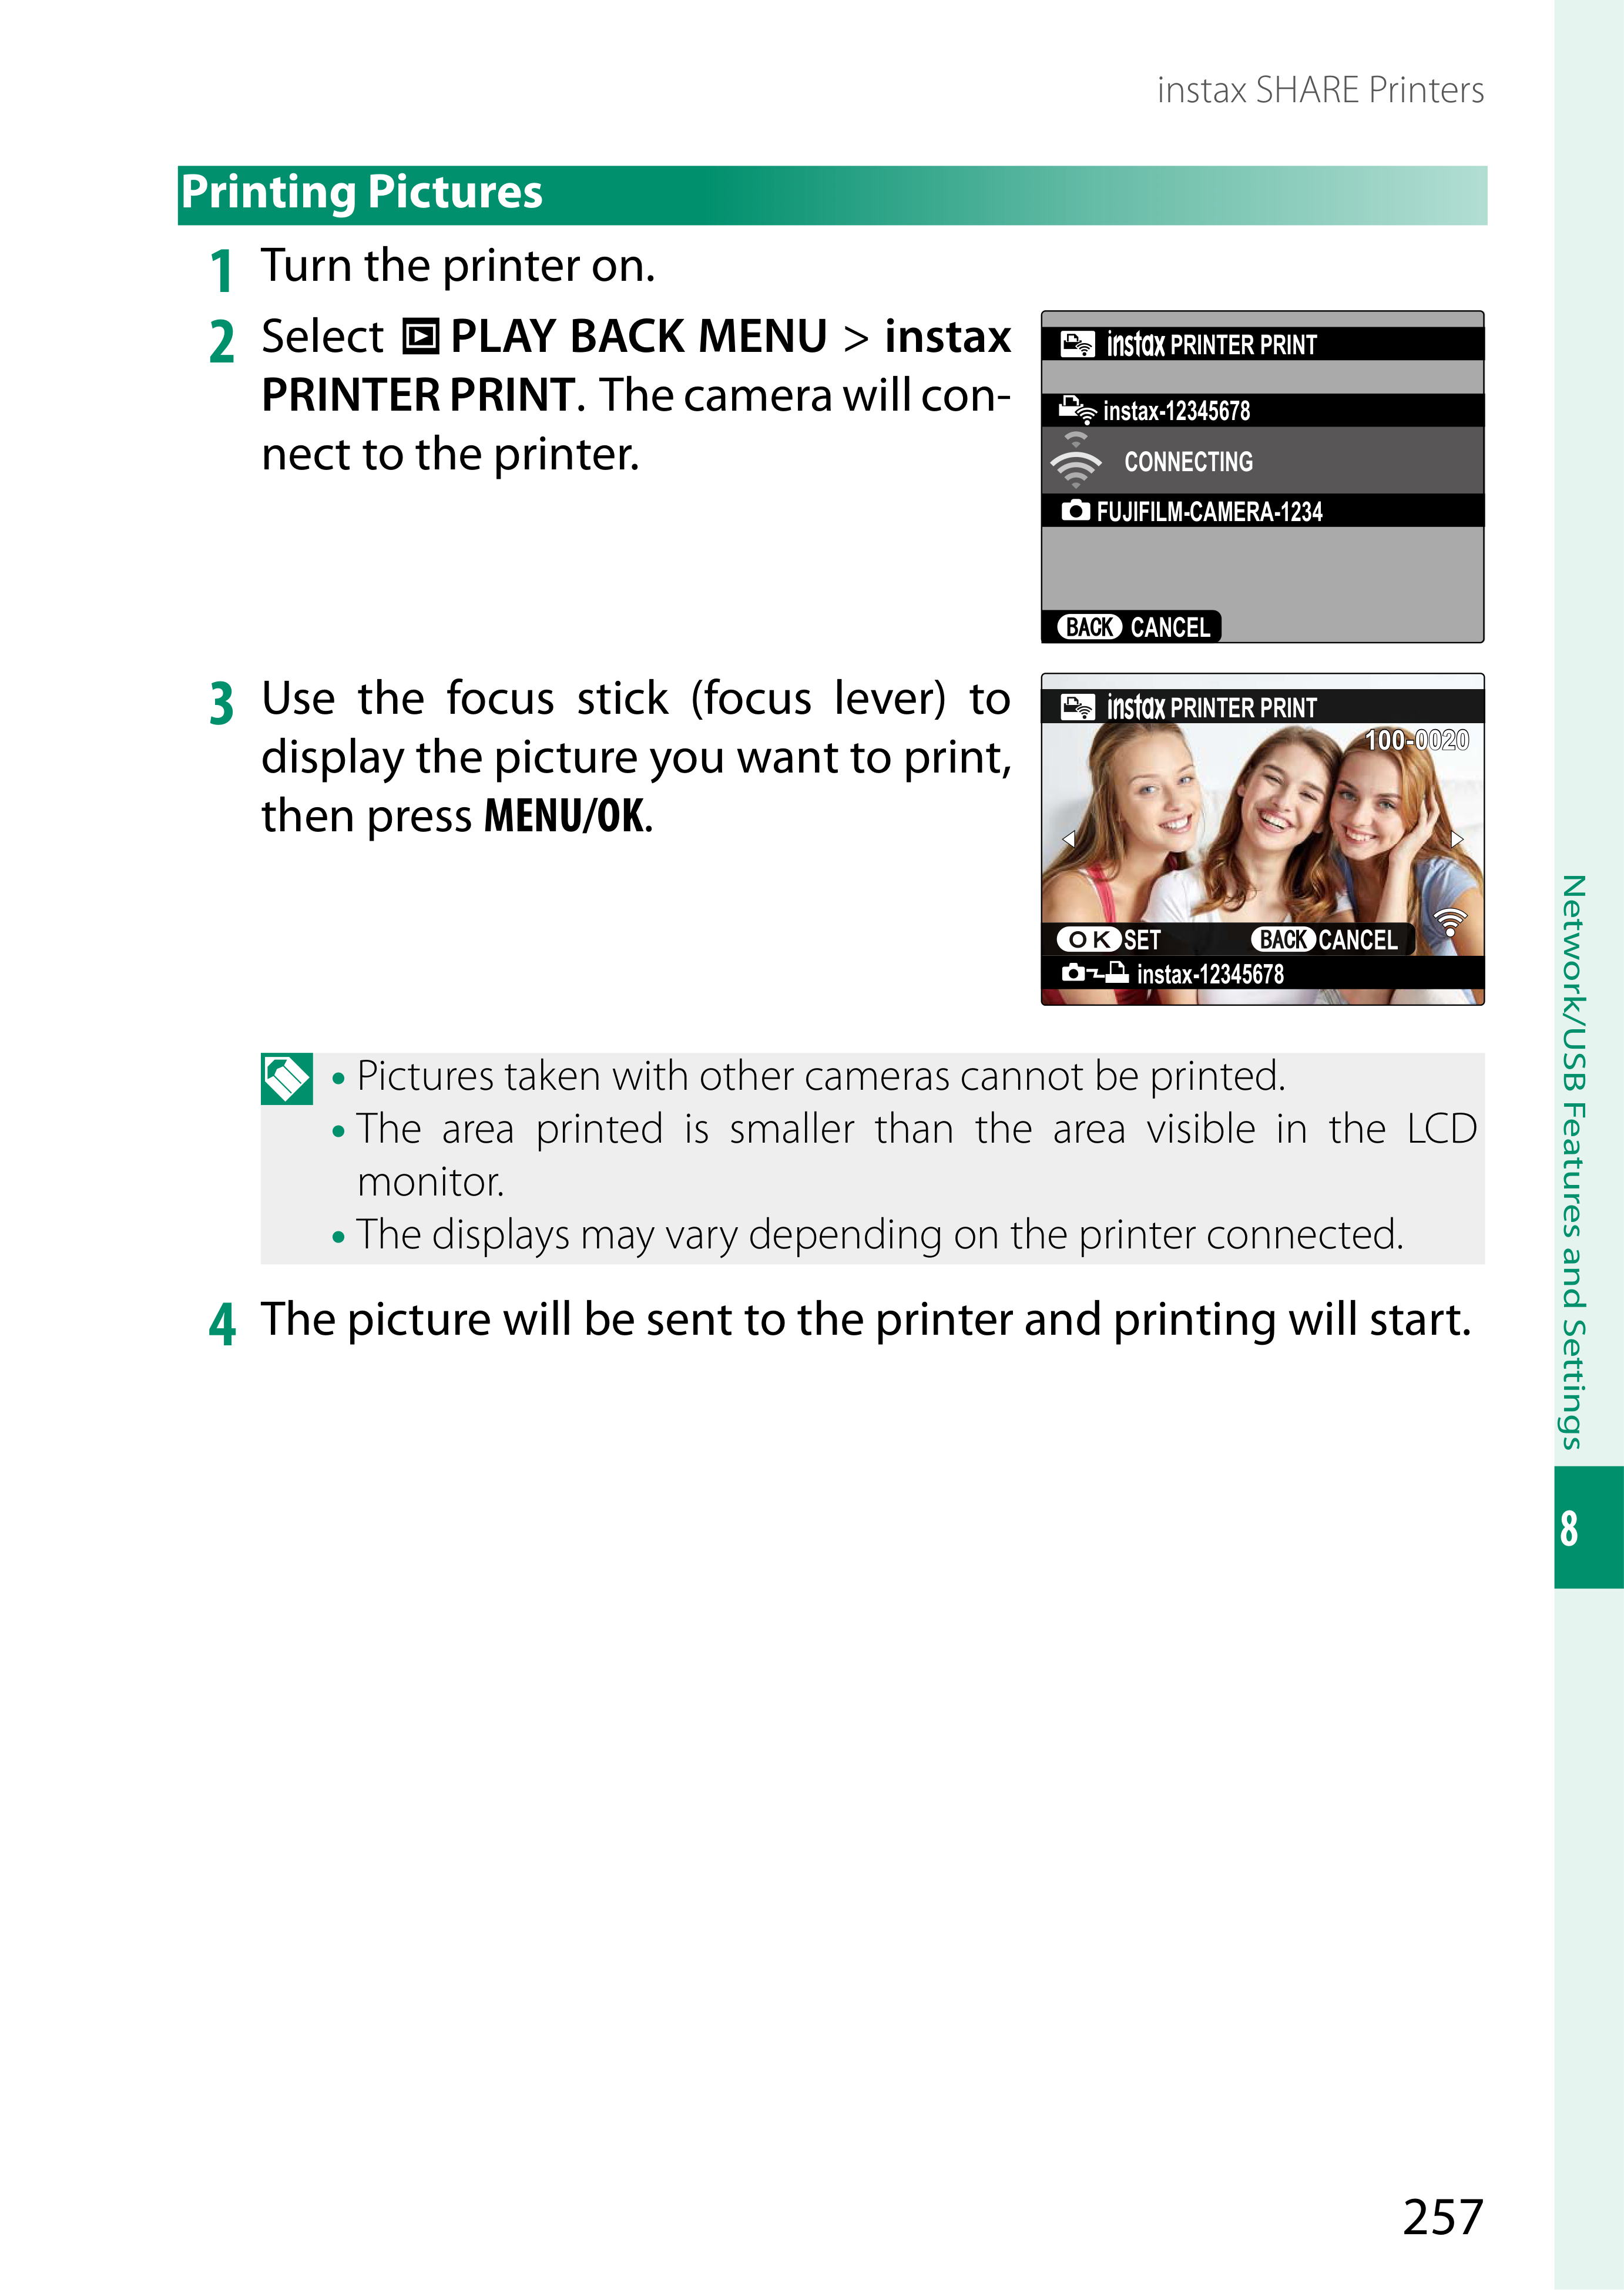 instax SHARE Printers
Printing Pictures
1 Turn the printer on.
2 Select PLAY BACK MENU > instax
PRINTER PRINT. The camera will con-
nect to the printer.
instax PRINTER PRINT
instax-12345678
CONNECTING
FUJIFILM-CAMERA-1234
BACK CANCEL
3 Use the focus stick (focus lever) to
display the picture you want to print,
then press MENU/OK.
instax PRINTER PRINT
100-0020
OK SET BACK CANCEL
instax-12345678
• Pictures taken with other cameras cannot be printed.
• The area printed is smaller than the area visible in the LCD
monitor.
• The displays may vary depending on the printer connected.
4 The picture will be sent to the printer and printing will start.
Network/USB Features and Settings
8
257